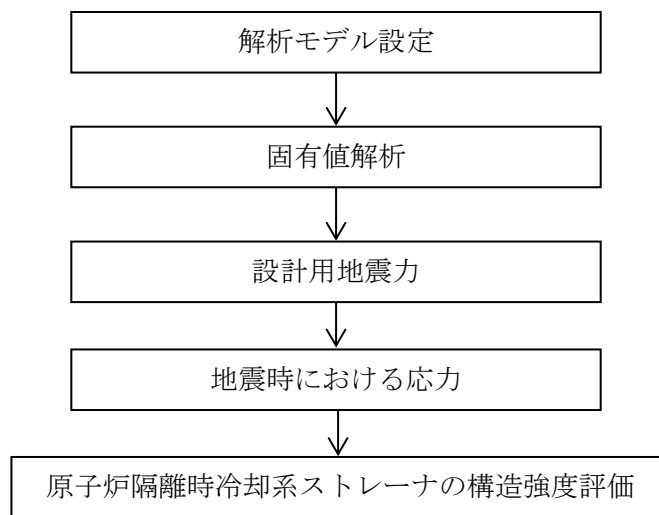 解析モデル設定
固有値解析
設計用地震力
地震時における応力
原子炉隔離時冷却系ストレーナの構造強度評価